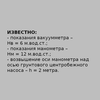 ИЗВЕСТНО:
- показания вакуумметра -
Нв = 6 м.вод.ст.;
- показания манометра -
Нм = 12 м.вод.ст.;
- возвышение оси манометра над
осью грунтового центробежного
насоса - h = 2 метра.